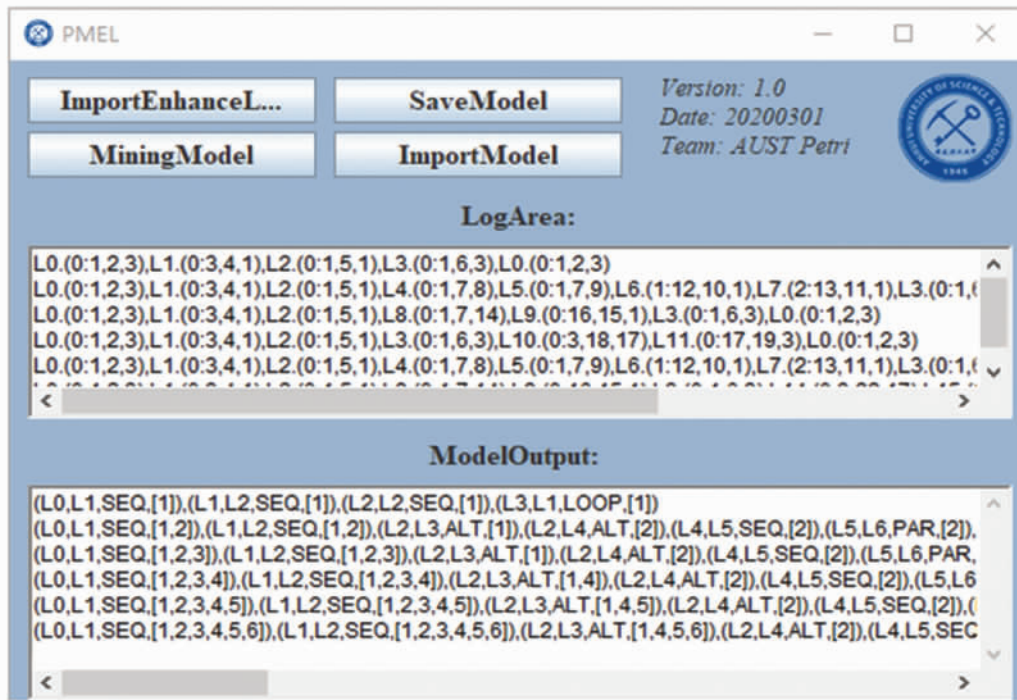 PMEL
ImportEnhanceL...
SaveModel
Version: 1.0
Date: 20200301
Team: AUST Petri
MiningModel
ImportModel
ANHUI UNIVERSITY OF SCIENCE & TECHNOLOGY
1945
LogArea:
L0.(0:1,2,3),L1.(0:3,4,1),L2.(0:1,5,1),L3.(0:1,6,3),L0.(0:1,2,3)
L0.(0:1,2,3),L1.(0:3,4,1),L2.(0:1,5,1),L4.(0:1,7,8),L5.(0:1,7,9),L6.(1:12,10,1),L7.(2:13,11,1),L3.(0:1,6
L0.(0:1,2,3),L1.(0:3,4,1),L2.(0:1,5,1),L8.(0:1,7,14),L9.(0:16,15,1),L3.(0:1,6,3),L0.(0:1,2,3)
L0.(0:1,2,3),L1.(0:3,4,1),L2.(0:1,5,1),L3.(0:1,6,3),L10.(0:3,18,17),L11.(0:17,19,3),L0.(0:1,2,3)
L0.(0:1,2,3),L1.(0:3,4,1),L2.(0:1,5,1),L4.(0:1,7,8),L5.(0:1,7,9),L6.(1:12,10,1),L7.(2:13,11,1),L3.(0:1,6
ModelOutput:
(L0,L1,SEQ,[1]),(L1,L2,SEQ,[1]),(L2,L2,SEQ,[1]),(L3,L1,LOOP,[1])
(L0,L1,SEQ,[1,2]),(L1,L2,SEQ,[1,2]),(L2,L3,ALT,[1]),(L2,L4,ALT,[2]),(L4,L5,SEQ,[2]),(L5,L6,PAR,[2]),
(L0,L1,SEQ,[1,2,3]),(L1,L2,SEQ,[1,2,3]),(L2,L3,ALT,[1]),(L2,L4,ALT,[2]),(L4,L5,SEQ,[2]),(L5,L6,PAR,
(L0,L1,SEQ,[1,2,3,4]),(L1,L2,SEQ,[1,2,3,4]),(L2,L3,ALT,[1,4]),(L2,L4,ALT,[2]),(L4,L5,SEQ,[2]),(L5,L6
(L0,L1,SEQ,[1,2,3,4,5]),(L1,L2,SEQ,[1,2,3,4,5]),(L2,L3,ALT,[1,4,5]),(L2,L4,ALT,[2]),(L4,L5,SEQ,[2]),(
(L0,L1,SEQ,[1,2,3,4,5,6]),(L1,L2,SEQ,[1,2,3,4,5,6]),(L2,L3,ALT,[1,4,5,6]),(L2,L4,ALT,[2]),(L4,L5,SEC